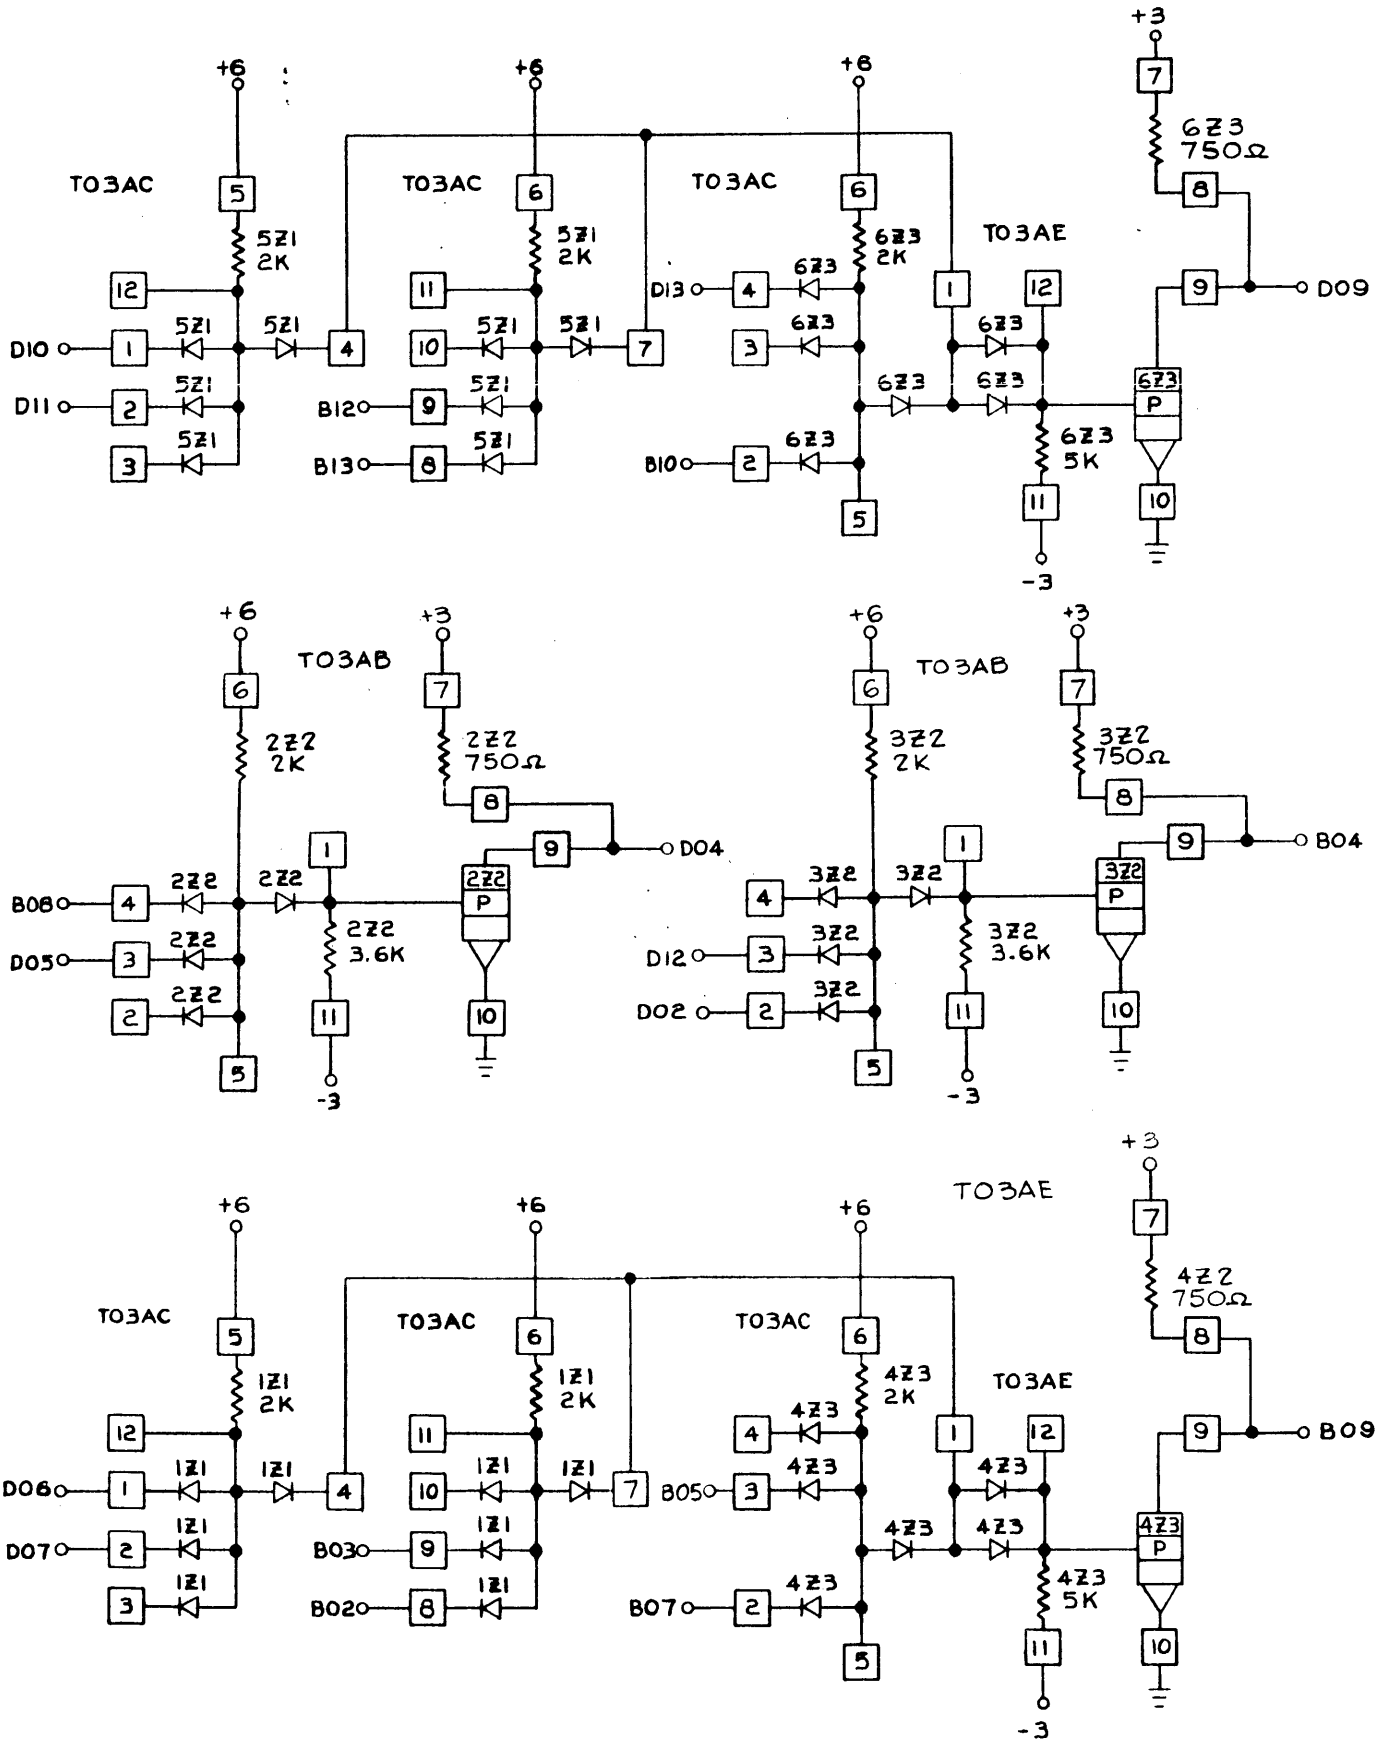 +3
7
6Z3
750Ω
8
9
D09
+6
+6
+6
TO3AC
5
5Z1
2K
12
D10
1
5Z1
5Z1
4
D11
2
5Z1
3
5Z1
TO3AC
6
5Z1
2K
11
10
5Z1
5Z1
7
B12
9
5Z1
B13
8
5Z1
TO3AC
6
6Z3
2K
D13
4
6Z3
3
6Z3
6Z3
B10
2
6Z3
5
TO3AE
1
12
6Z3
6Z3
6Z3
5K
11
-3
6Z3
P
10
+6
TO3AB
+3
6
7
2Z2
2K
2Z2
750Ω
8
9
D04
1
B08
4
2Z2
2Z2
2Z2
P
D05
3
2Z2
2Z2
3.6K
2
2Z2
11
10
5
-3
+6
TO3AB
+3
6
7
3Z2
2K
3Z2
750Ω
8
9
B04
1
4
3Z2
3Z2
3Z2
P
D12
3
3Z2
3Z2
3.6K
D02
2
3Z2
11
10
5
-3
+3
TO3AE
7
4Z2
750Ω
8
9
B09
+6
+6
+6
TO3AC
5
1Z1
2K
12
D06
1
1Z1
1Z1
4
D07
2
1Z1
3
1Z1
TO3AC
6
1Z1
2K
11
10
1Z1
1Z1
7
B03
9
1Z1
B02
8
1Z1
TO3AC
6
4Z3
2K
4
4Z3
B05
3
4Z3
4Z3
B07
2
4Z3
5
TO3AE
1
12
4Z3
4Z3
4Z3
5K
11
-3
4Z3
P
10